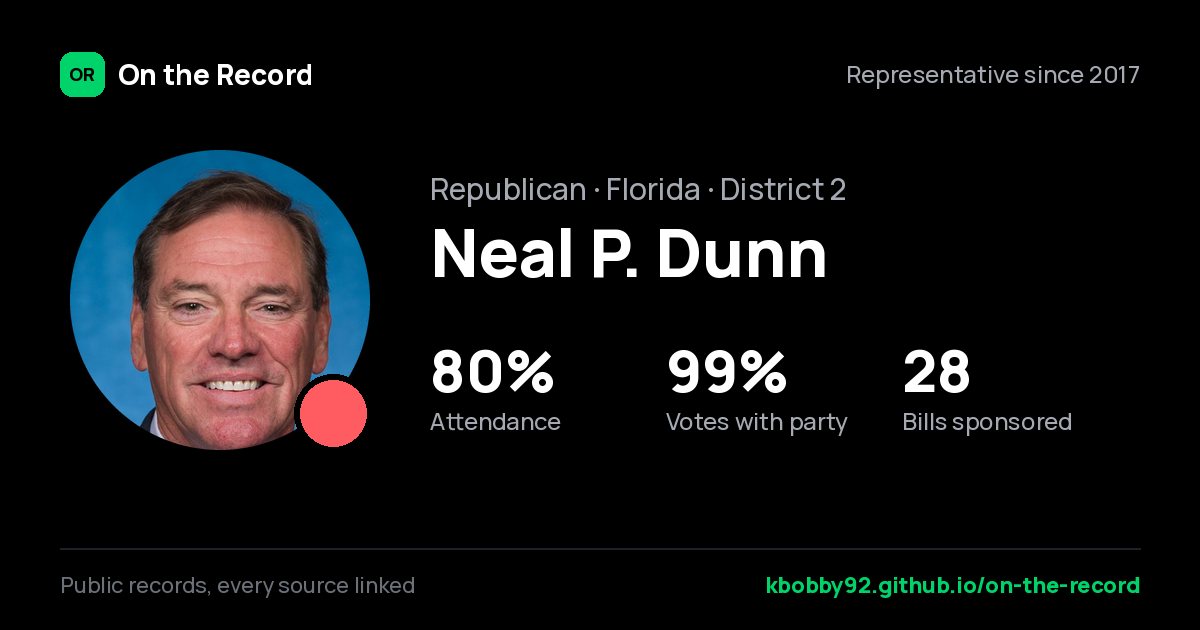 OR On the Record
Representative since 2017
Republican · Florida · District 2
Neal P. Dunn
80% 99% 28
Attendance Votes with party Bills sponsored
Public records, every source linked
kbobby92.github.io/on-the-record